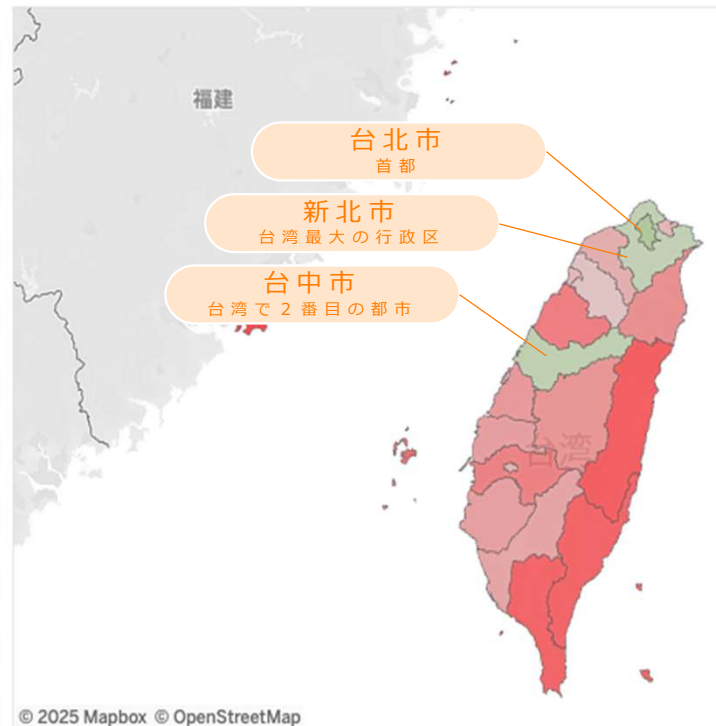 福建
台北市
首都
新北市
台湾最大の行政区
台中市
台湾で２番目の都市
台湾
© 2025 Mapbox © OpenStreetMap